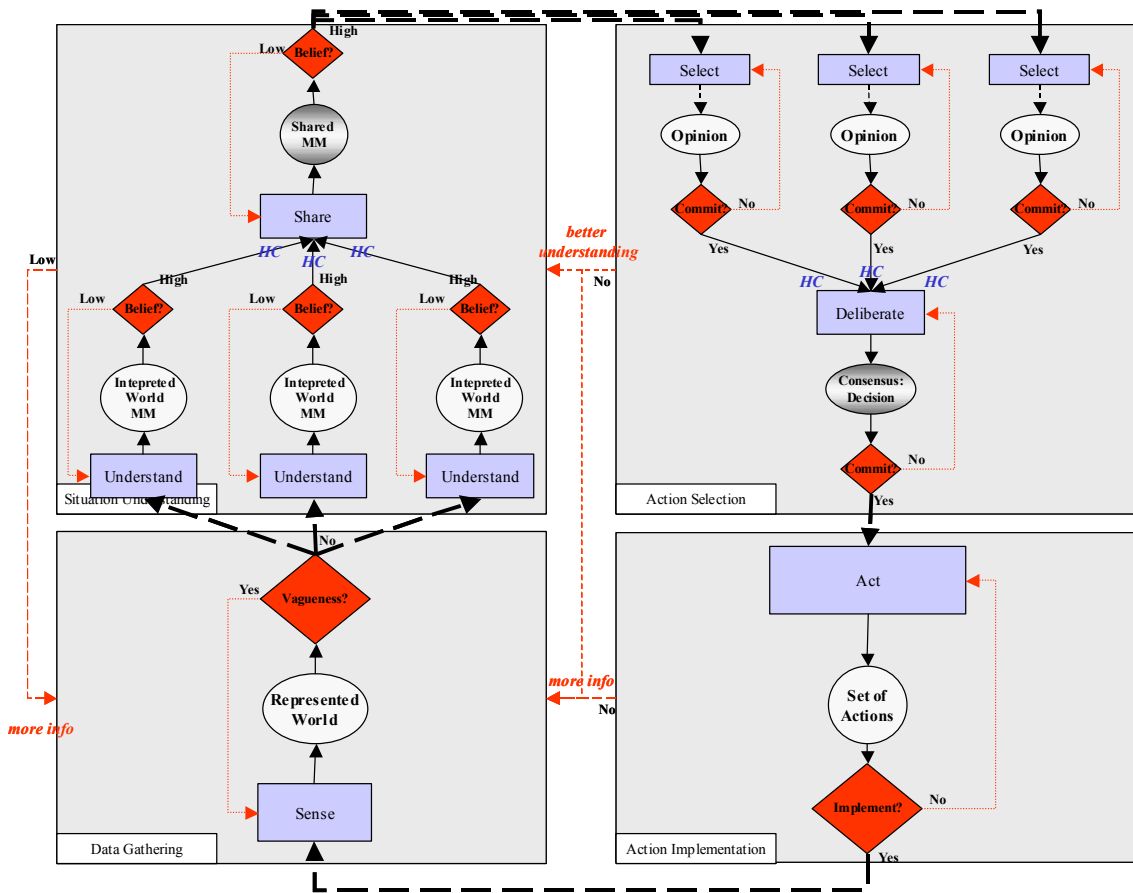 High
Low
Belief?
Shared
MM
Share
HC
HC
HC
High
High
High
Low
Belief?
Low
Belief?
Low
Belief?
Intepreted
World
MM
Intepreted
World
MM
Intepreted
World
MM
Understand
Understand
Understand
Situation Understanding
Low
more info
better
understanding
No
more info
No
Select
Select
Select
Opinion
Opinion
Opinion
Commit?
No
Commit?
No
Commit?
No
Yes
Yes
Yes
HC
HC
HC
Deliberate
Consensus:
Decision
Commit?
No
Yes
Action Selection
No
Yes
Vagueness?
Represented
World
Sense
Data Gathering
Act
Set of
Actions
Implement?
No
Yes
Action Implementation